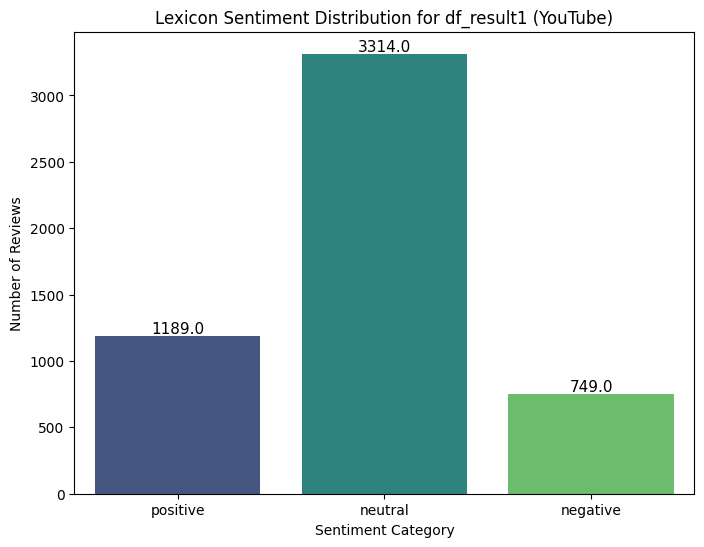 Lexicon Sentiment Distribution for df_result1 (YouTube)
3314.0
1189.0
749.0
3000
2500
2000
1500
1000
500
0
Number of Reviews
positive neutral negative
Sentiment Category